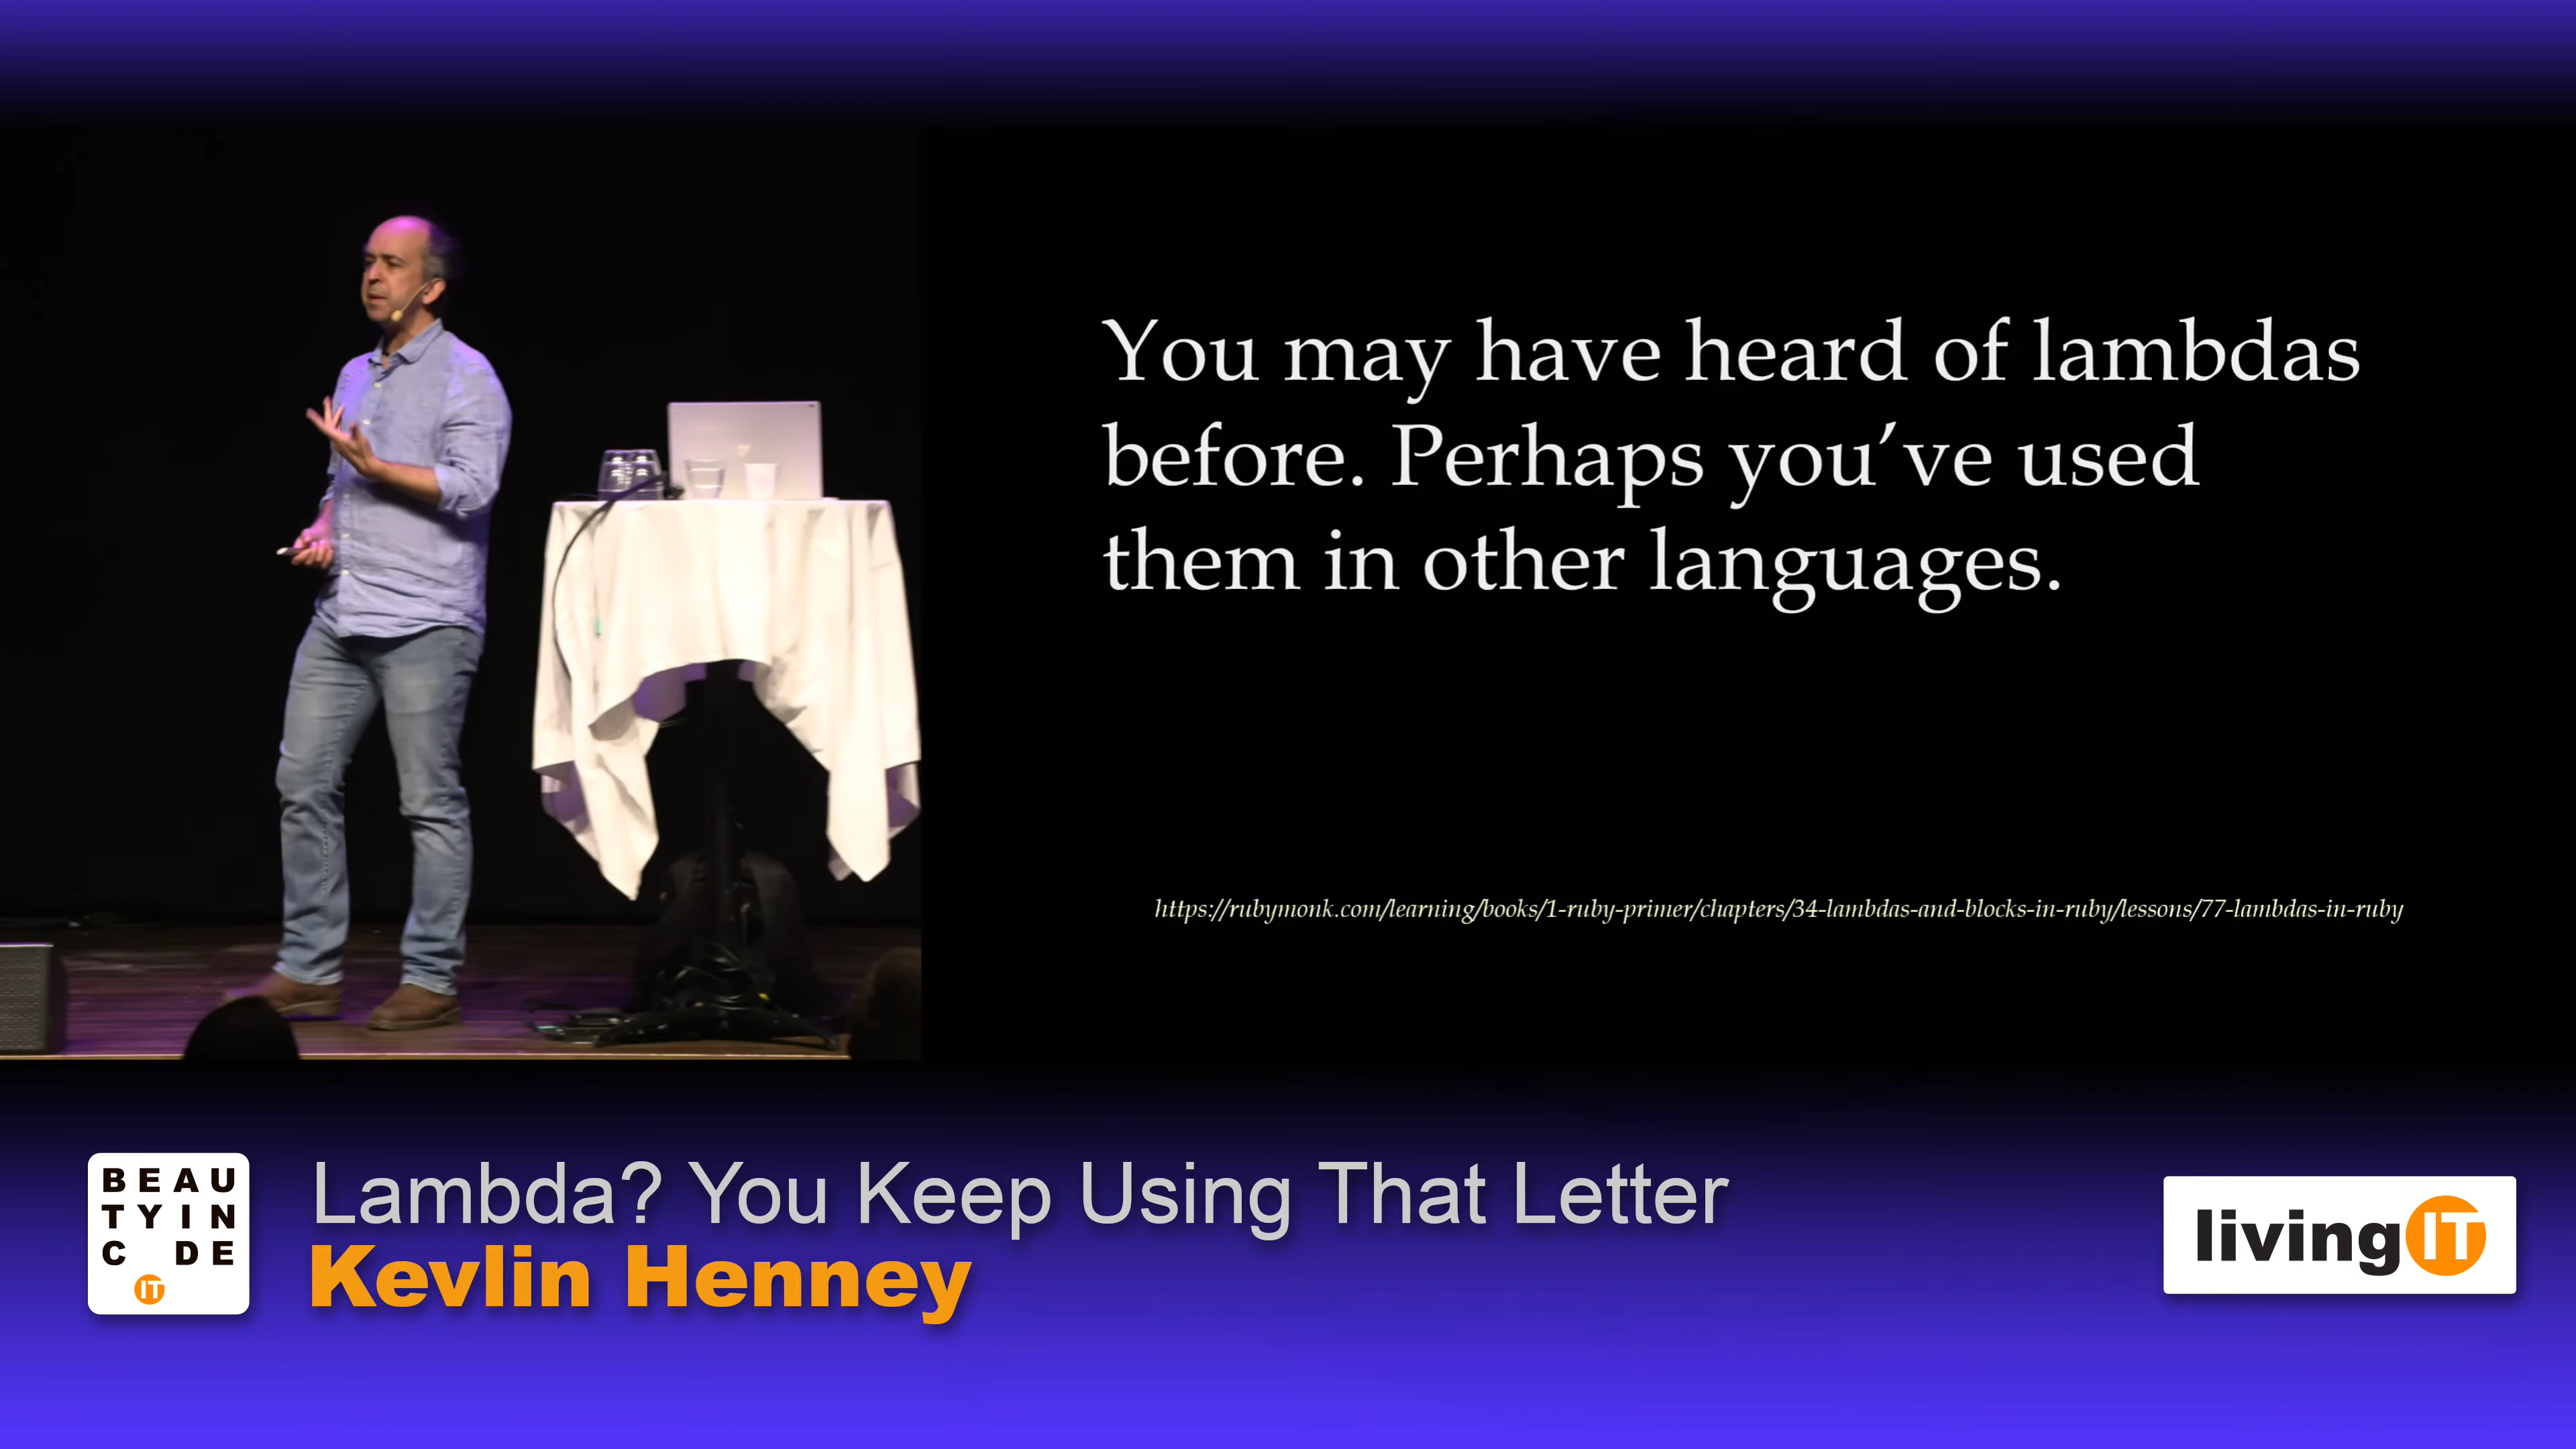 You may have heard of lambdas
before. Perhaps you’ve used
them in other languages.
https://rubymonk.com/learning/books/1-ruby-primer/chapters/34-lambdas-and-blocks-in-ruby/lessons/77-lambdas-in-ruby
BEAU
TYIN
C DE
IT
Lambda? You Keep Using That Letter
Kevlin Henney
livingIT